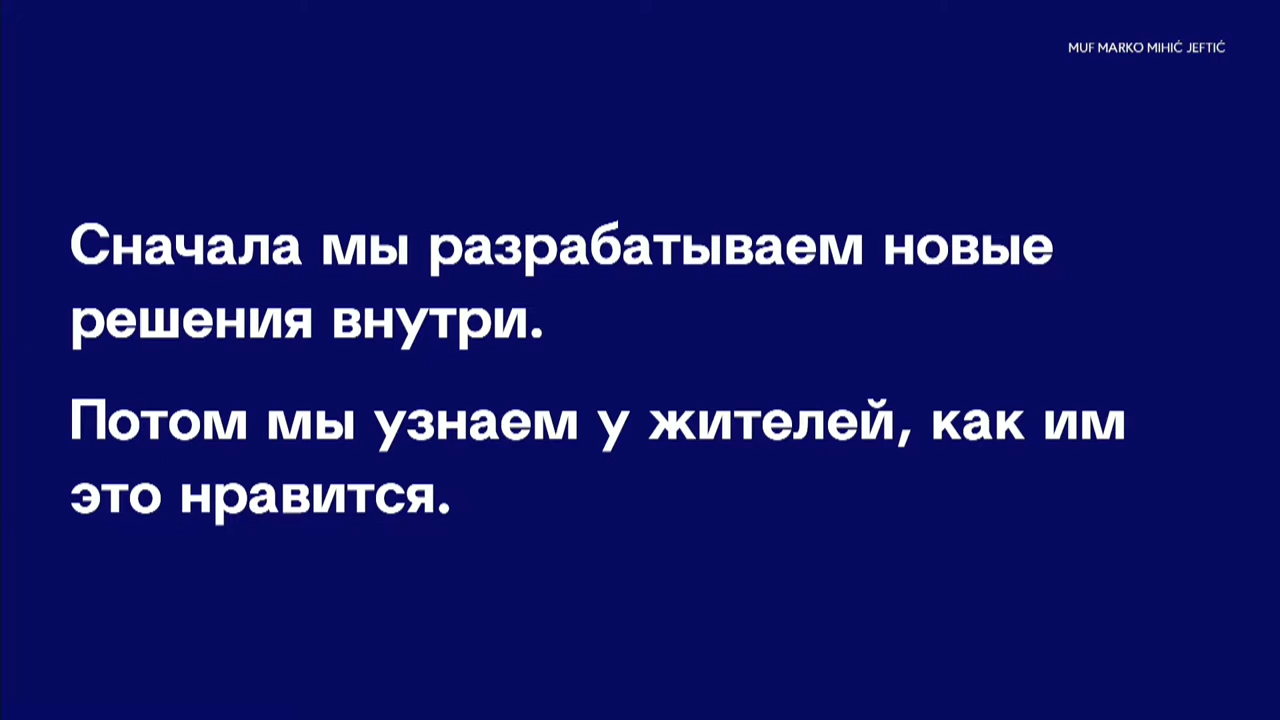 MUF MARKO MIHIĆ JEFTIĆ
Сначала мы разрабатываем новые
решения внутри.
Потом мы узнаем у жителей, как им
это нравится.